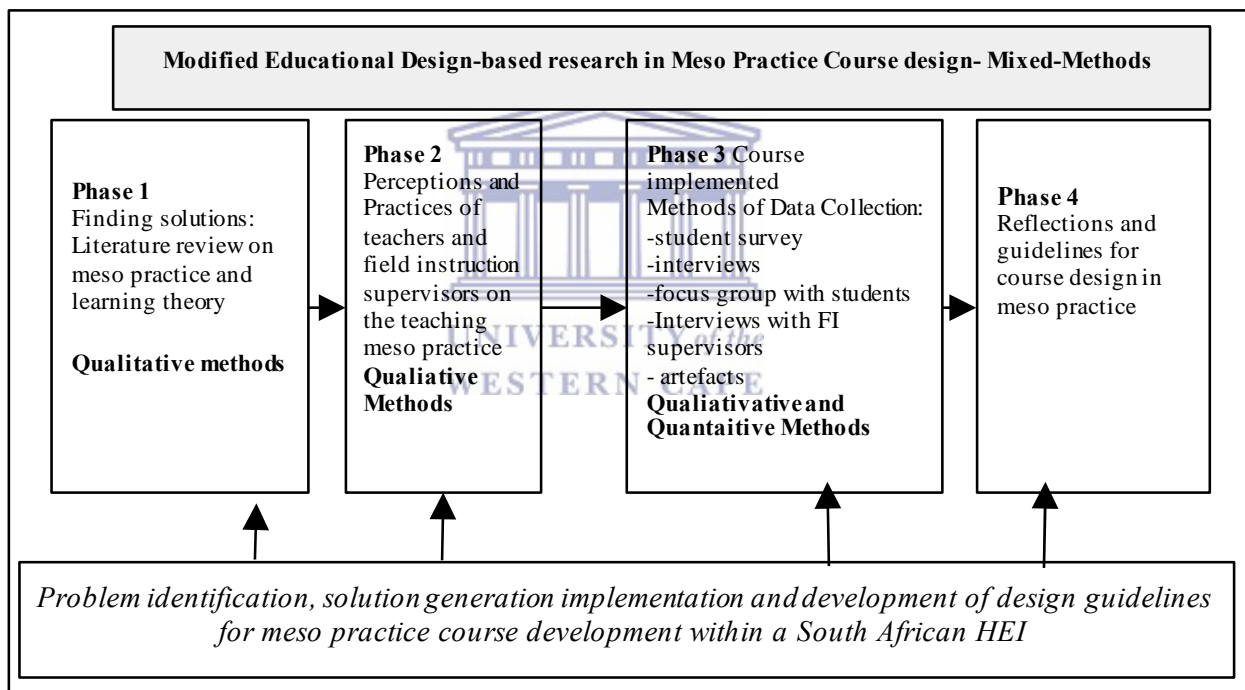 Modified Educational Design-based research in Meso Practice Course design- Mixed-Methods
Phase 1
Finding solutions:
Literature review on
meso practice and
learning theory
Qualitative methods
Phase 2
Perceptions and
Practices of
teachers and
field instruction
supervisors on
the teaching
meso practice
Qualiative
Methods
Phase 3 Course
implemented
Methods of Data Collection:
-student survey
-interviews
-focus group with students
-Interviews with FI
supervisors
- artefacts
Qualiativative and
Quantaitive Methods
Phase 4
Reflections and
guidelines for
course design in
meso practice
UNIVERSITY of the
WESTERN CAPE
Problem identification, solution generation implementation and development of design guidelines
for meso practice course development within a South African HEI